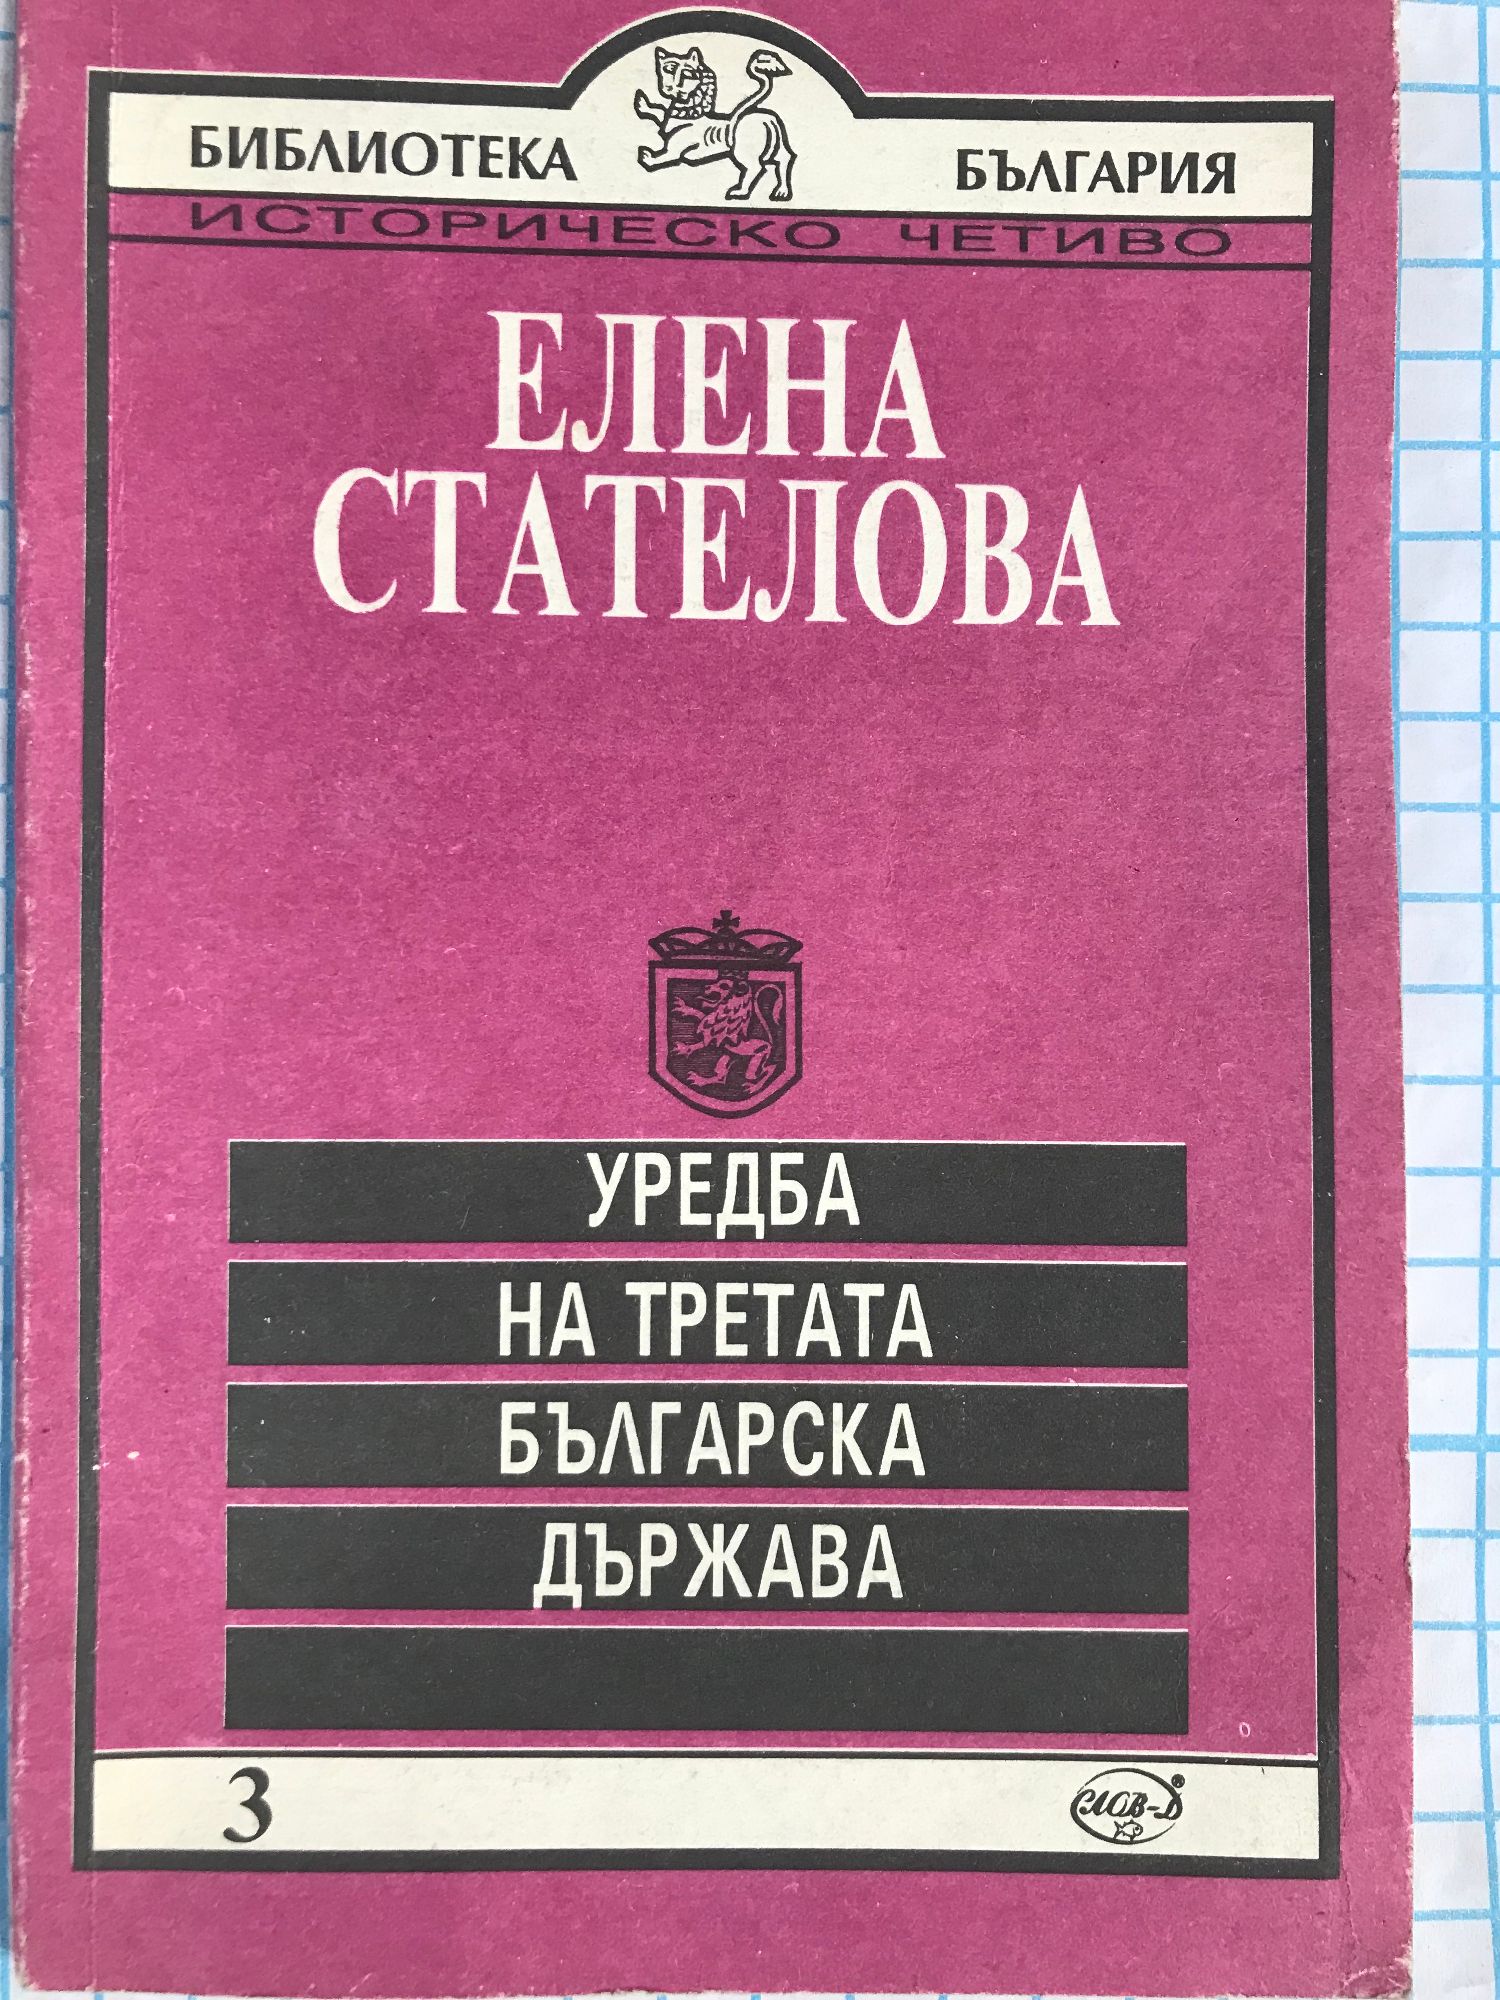 БИБЛИОТЕКА БЪЛГАРИЯ
ИСТОРИЧЕСКО ЧЕТИВО
ЕЛЕНА
СТАТЕЛОВА
УРЕДБА
НА ТРЕТАТА
БЪЛГАРСКА
ДЪРЖАВА
3
СЛОВ-Д®